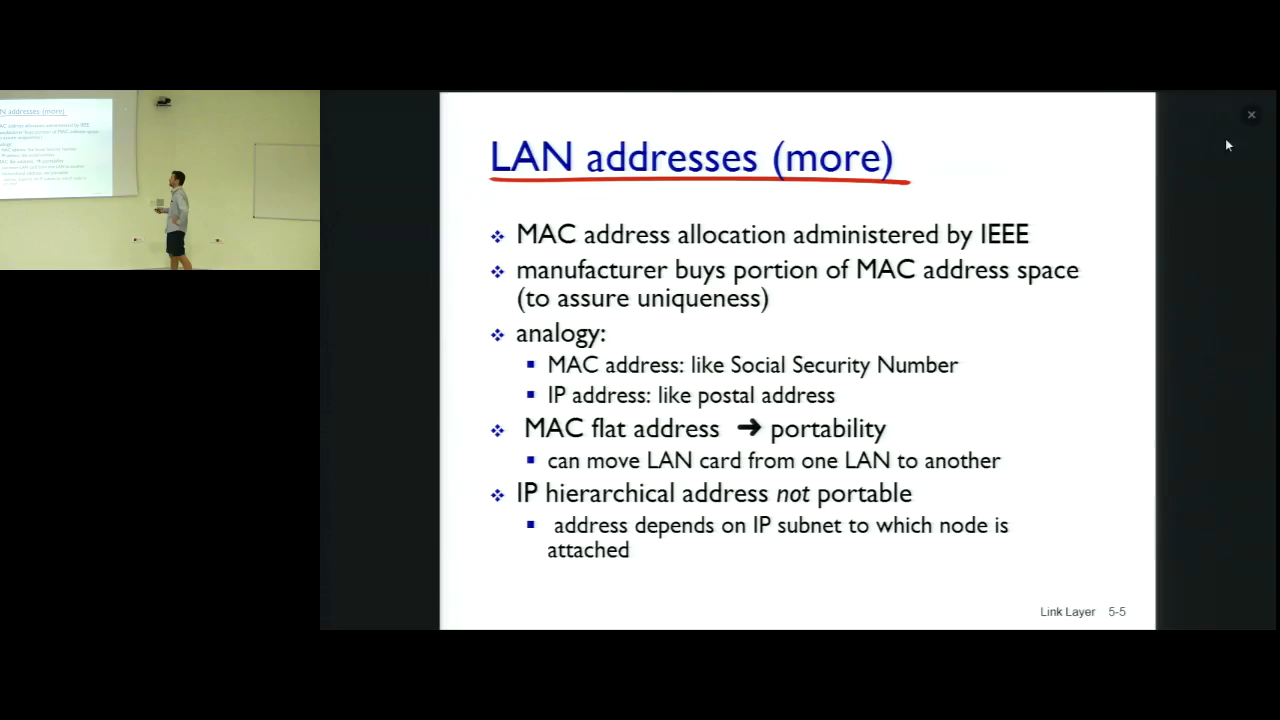 LAN addresses (more)
MAC address allocation administered by IEEE
manufacturer buys portion of MAC address space
(to assure uniqueness)
analogy:
MAC address: like Social Security Number
IP address: like postal address
MAC flat address ➜ portability
can move LAN card from one LAN to another
IP hierarchical address not portable
address depends on IP subnet to which node is
attached
Link Layer 5-5